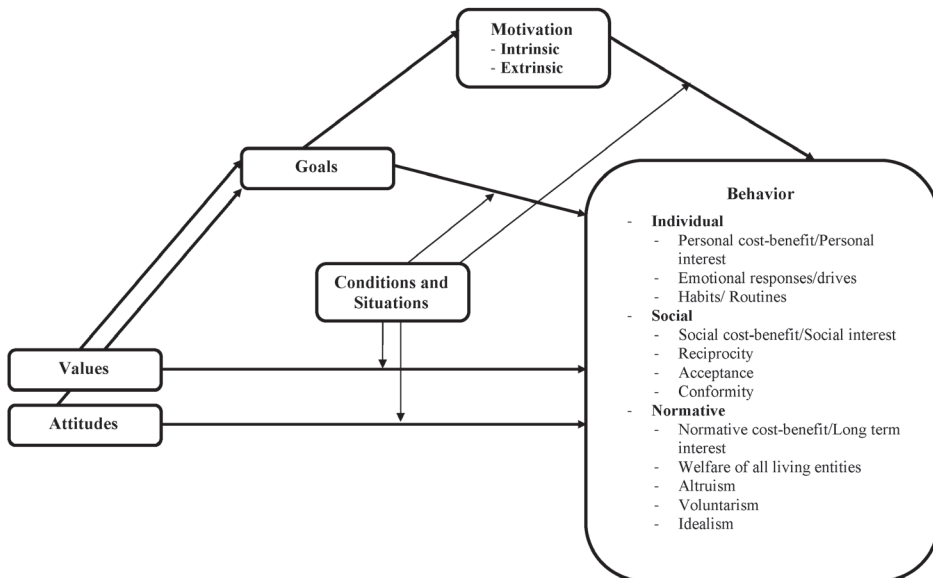 Motivation
- Intrinsic
- Extrinsic
Goals
Conditions and
Situations
Values
Attitudes
Behavior
- Individual
- Personal cost-benefit/Personal
interest
- Emotional responses/drives
- Habits/ Routines
- Social
- Social cost-benefit/Social interest
- Reciprocity
- Acceptance
- Conformity
- Normative
- Normative cost-benefit/Long term
interest
- Welfare of all living entities
- Altruism
- Voluntarism
- Idealism